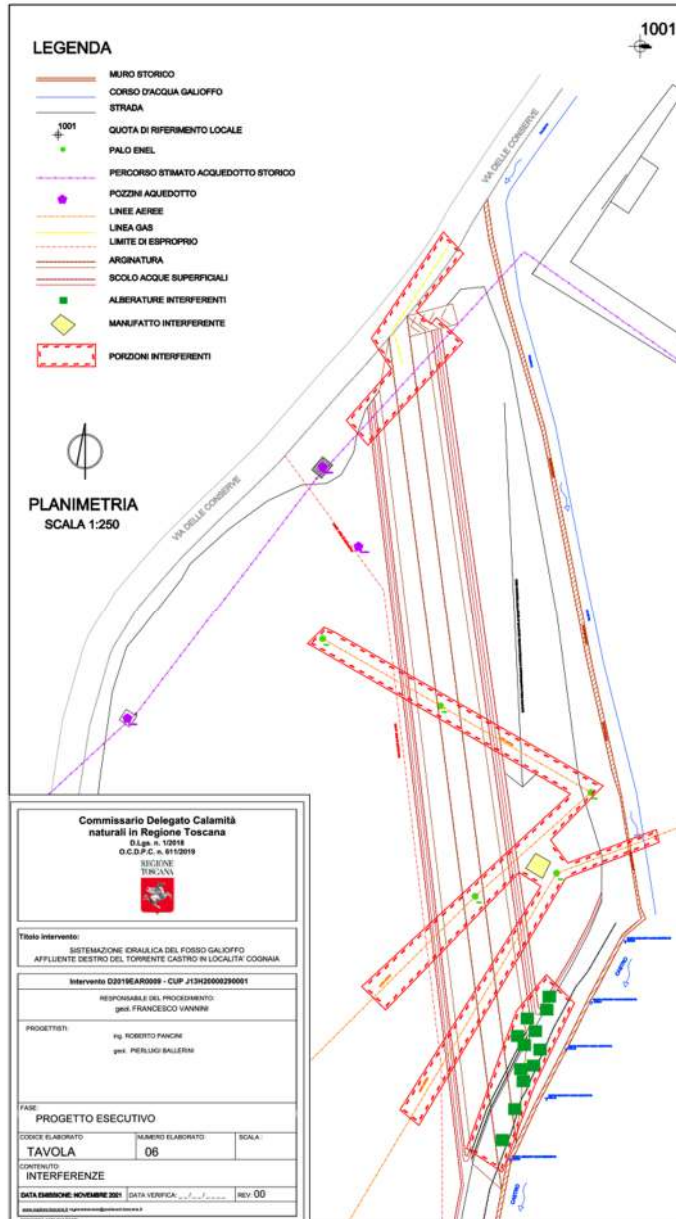 1001
LEGENDA
MURO STORICO
CORSO D'ACQUA GALIOFFO
STRADA
1001
QUOTA DI RIFERIMENTO LOCALE
PALO ENEL
PERCORSO STIMATO ACQUEDOTTO STORICO
POZZINI AQUEDOTTO
LINEE AEREE
LINEA GAS
LIMITE DI ESPROPRIO
ARGINATURA
SCOLO ACQUE SUPERFICIALI
ALBERATURE INTERFERENTI
MANUFATTO INTERFERENTE
PORZIONI INTERFERENTI
PLANIMETRIA
SCALA 1:250
VIA DELLE CONSERVE
VIA DELLE CONSERVE
CASTRO
CASTRO
Commissario Delegato Calamità
naturali in Regione Toscana
D.Lgs. n. 1/2018
O.C.D.P.C. n. 611/2019
REGIONE
TOSCANA
Titolo intervento:
SISTEMAZIONE IDRAULICA DEL FOSSO GALIOFFO
AFFLUENTE DESTRO DEL TORRENTE CASTRO IN LOCALITA' COGNAIA
Intervento D2019EAR0009 - CUP J13H20000290001
RESPONSABILE DEL PROCEDIMENTO:
geol. FRANCESCO VANNINI
PROGETTISTI:
ing. ROBERTO PANCINI
geol. PIERLUIGI BALLERINI
FASE:
PROGETTO ESECUTIVO
CODICE ELABORATO NUMERO ELABORATO SCALA :
TAVOLA 06
CONTENUTO:
INTERFERENZE
DATA EMISSIONE: NOVEMBRE 2021 DATA VERIFICA: _ _/_ _/_ _ _ _ REV: 00